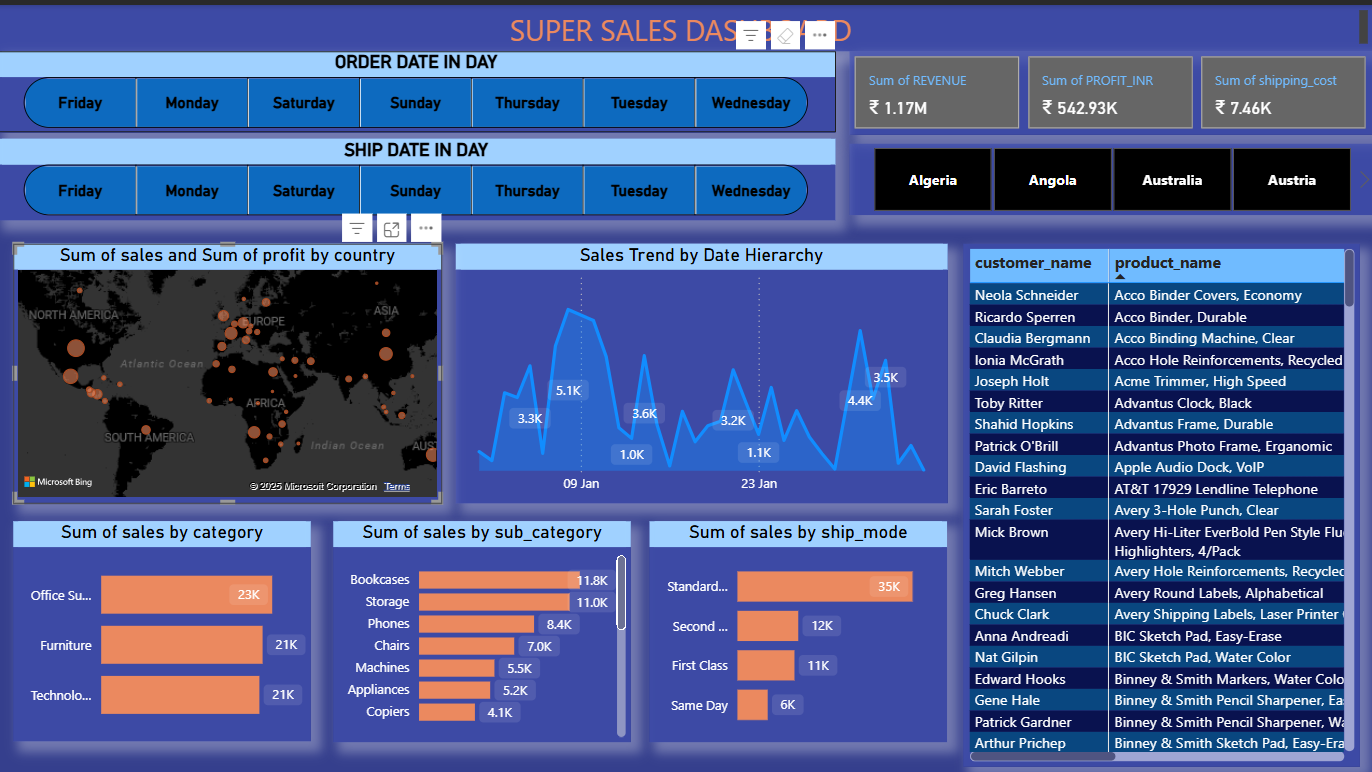 SUPER SALES DAS D
ORDER DATE IN DAY
Friday Monday Saturday Sunday Thursday Tuesday Wednesday
SHIP DATE IN DAY
Friday Monday Saturday Sunday Thursday Tuesday Wednesday
Sum of REVENUE
₹ 1.17M
Sum of PROFIT_INR
₹ 542.93K
Sum of shipping_cost
₹ 7.46K
Algeria Angola Australia Austria
Sum of sales and Sum of profit by country
NORTH AMERICA
EUROPE
ASIA
Atlantic Ocean
AFRICA
SOUTH AMERICA
Indian Ocean
AUST
Microsoft Bing
© 2025 Microsoft Corporation Terms
Sales Trend by Date Hierarchy
3.3K
5.1K
3.6K
1.0K
3.2K
1.1K
4.4K
3.5K
09 Jan
23 Jan
customer_name product_name
Neola Schneider Acco Binder Covers, Economy
Ricardo Sperren Acco Binder, Durable
Claudia Bergmann Acco Binding Machine, Clear
Ionia McGrath Acco Hole Reinforcements, Recycled
Joseph Holt Acme Trimmer, High Speed
Toby Ritter Advantus Clock, Black
Shahid Hopkins Advantus Frame, Durable
Patrick O'Brill Advantus Photo Frame, Erganomic
David Flashing Apple Audio Dock, VoIP
Eric Barreto AT&T 17929 Lendline Telephone
Sarah Foster Avery 3-Hole Punch, Clear
Mick Brown Avery Hi-Liter EverBold Pen Style Flu
Highlighters, 4/Pack
Mitch Webber Avery Hole Reinforcements, Recycled
Greg Hansen Avery Round Labels, Alphabetical
Chuck Clark Avery Shipping Labels, Laser Printer
Anna Andreadi BIC Sketch Pad, Easy-Erase
Nat Gilpin BIC Sketch Pad, Water Color
Edward Hooks Binney & Smith Markers, Water Colo
Gene Hale Binney & Smith Pencil Sharpener, Eas
Patrick Gardner Binney & Smith Pencil Sharpener, Wa
Arthur Prichep Binney & Smith Sketch Pad, Easy-Era
Sum of sales by category
Office Su... 23K
Furniture 21K
Technolo... 21K
Sum of sales by sub_category
Bookcases 11.8K
Storage 11.0K
Phones 8.4K
Chairs 7.0K
Machines 5.5K
Appliances 5.2K
Copiers 4.1K
Sum of sales by ship_mode
Standard... 35K
Second ... 12K
First Class 11K
Same Day 6K